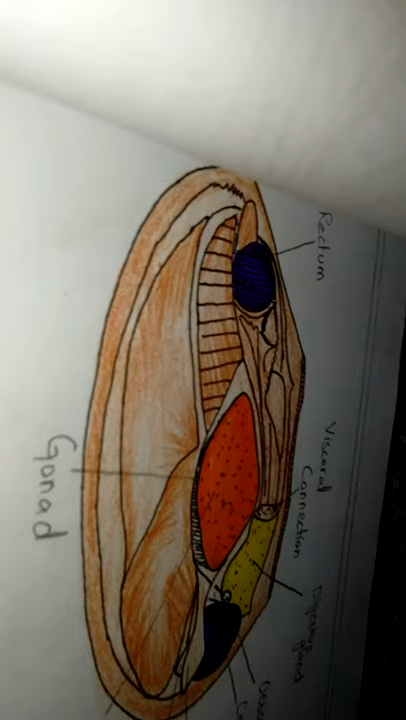 Rectum
Visceral
Connection
Digestive
gland
Gonad